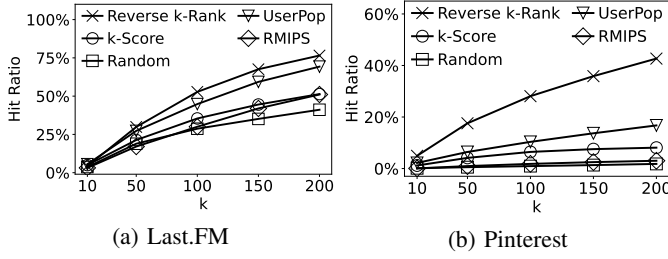 100%
75%
50%
25%
0%
Hit Ratio
Reverse k-Rank
k-Score
Random
UserPop
RMIPS
10 50 100 150 200
k
(a) Last.FM
60%
40%
20%
0%
Hit Ratio
Reverse k-Rank
k-Score
Random
UserPop
RMIPS
10 50 100 150 200
k
(b) Pinterest